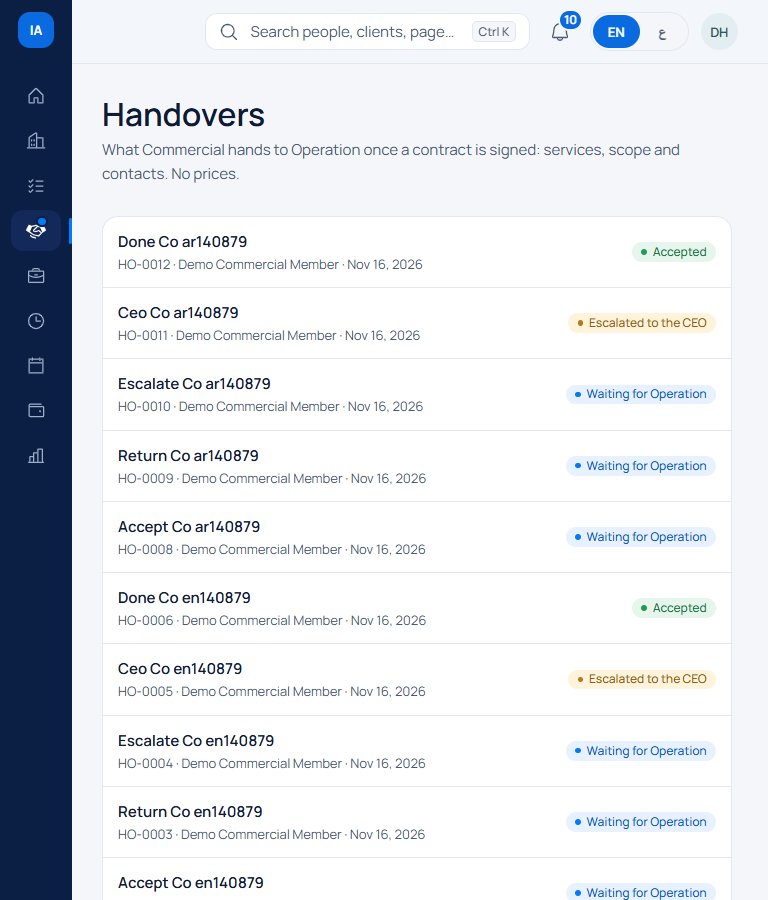 IA
Search people, clients, page...
Ctrl K
10
EN
ع
DH
Handovers
What Commercial hands to Operation once a contract is signed: services, scope and
contacts. No prices.
Done Co ar140879
HO-0012 · Demo Commercial Member · Nov 16, 2026
Accepted
Ceo Co ar140879
HO-0011 · Demo Commercial Member · Nov 16, 2026
Escalated to the CEO
Escalate Co ar140879
HO-0010 · Demo Commercial Member · Nov 16, 2026
Waiting for Operation
Return Co ar140879
HO-0009 · Demo Commercial Member · Nov 16, 2026
Waiting for Operation
Accept Co ar140879
HO-0008 · Demo Commercial Member · Nov 16, 2026
Waiting for Operation
Done Co en140879
HO-0006 · Demo Commercial Member · Nov 16, 2026
Accepted
Ceo Co en140879
HO-0005 · Demo Commercial Member · Nov 16, 2026
Escalated to the CEO
Escalate Co en140879
HO-0004 · Demo Commercial Member · Nov 16, 2026
Waiting for Operation
Return Co en140879
HO-0003 · Demo Commercial Member · Nov 16, 2026
Waiting for Operation
Accept Co en140879
Waiting for Operation